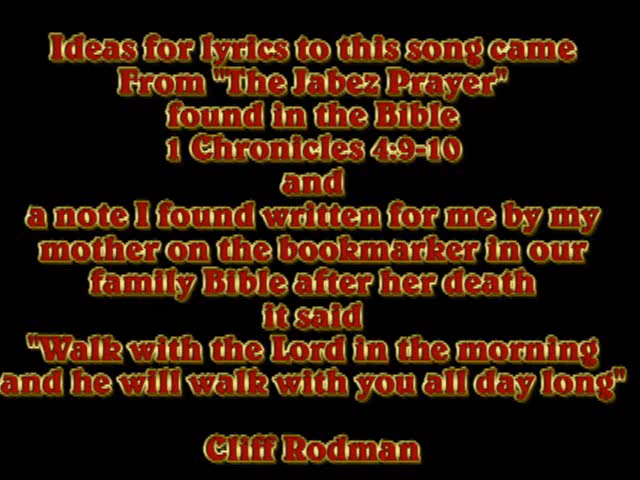 Ideas for lyrics to this song came
From "The Jabez Prayer"
found in the Bible
1 Chronicles 4:9-10
and
a note I found written for me by my
mother on the bookmarker in our
family Bible after her death
it said
"Walk with the Lord in the morning
and he will walk with you all day long"
Cliff Rodman